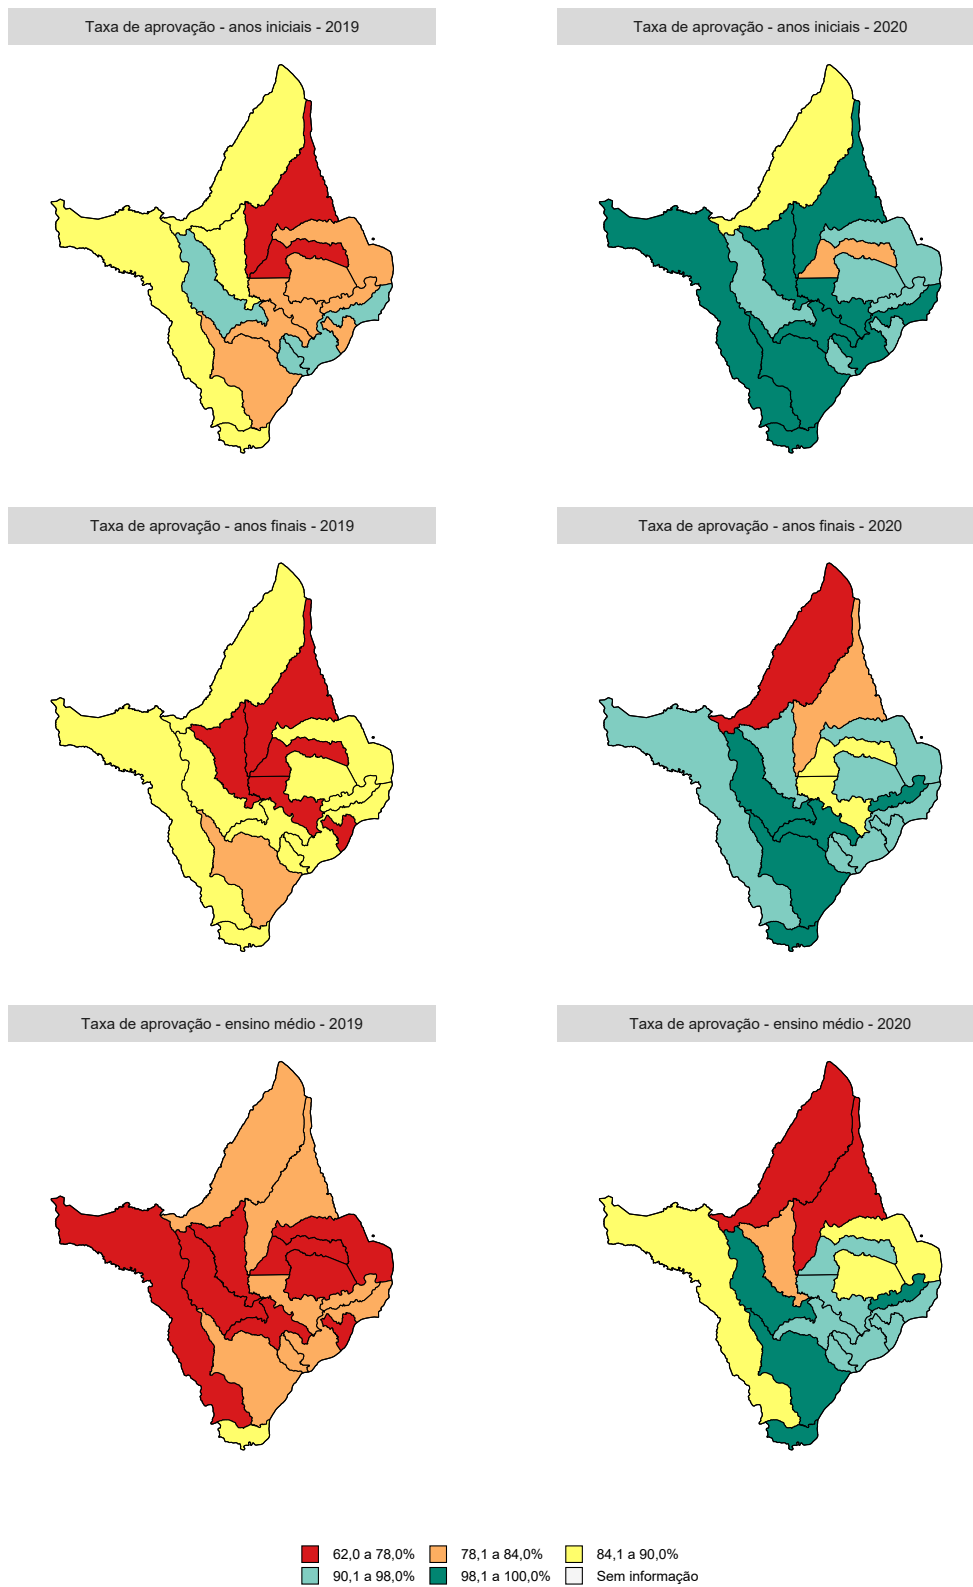 Taxa de aprovação - anos iniciais - 2019
Taxa de aprovação - anos iniciais - 2020
Taxa de aprovação - anos finais - 2019
Taxa de aprovação - anos finais - 2020
Taxa de aprovação - ensino médio - 2019
Taxa de aprovação - ensino médio - 2020
62,0 a 78,0%
78,1 a 84,0%
84,1 a 90,0%
90,1 a 98,0%
98,1 a 100,0%
Sem informação